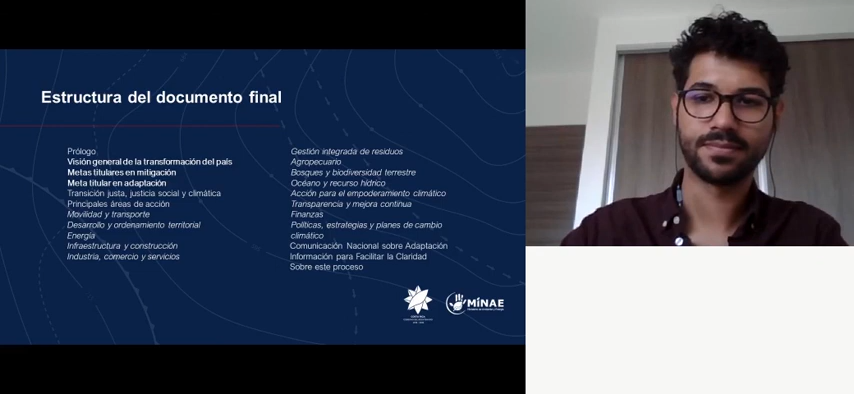 Estructura del documento final
Prólogo
Visión general de la transformación del país
Metas titulares en mitigación
Meta titular en adaptación
Transición justa, justicia social y climática
Principales áreas de acción
Movilidad y transporte
Desarrollo y ordenamiento territorial
Energía
Infraestructura y construcción
Industria, comercio y servicios
Gestión integrada de residuos
Agropecuario
Bosques y biodiversidad terrestre
Océano y recurso hídrico
Acción para el empoderamiento climático
Transparencia y mejora continua
Finanzas
Políticas, estrategias y planes de cambio
climático
Comunicación Nacional sobre Adaptación
Información para Facilitar la Claridad
Sobre este proceso
MINAE